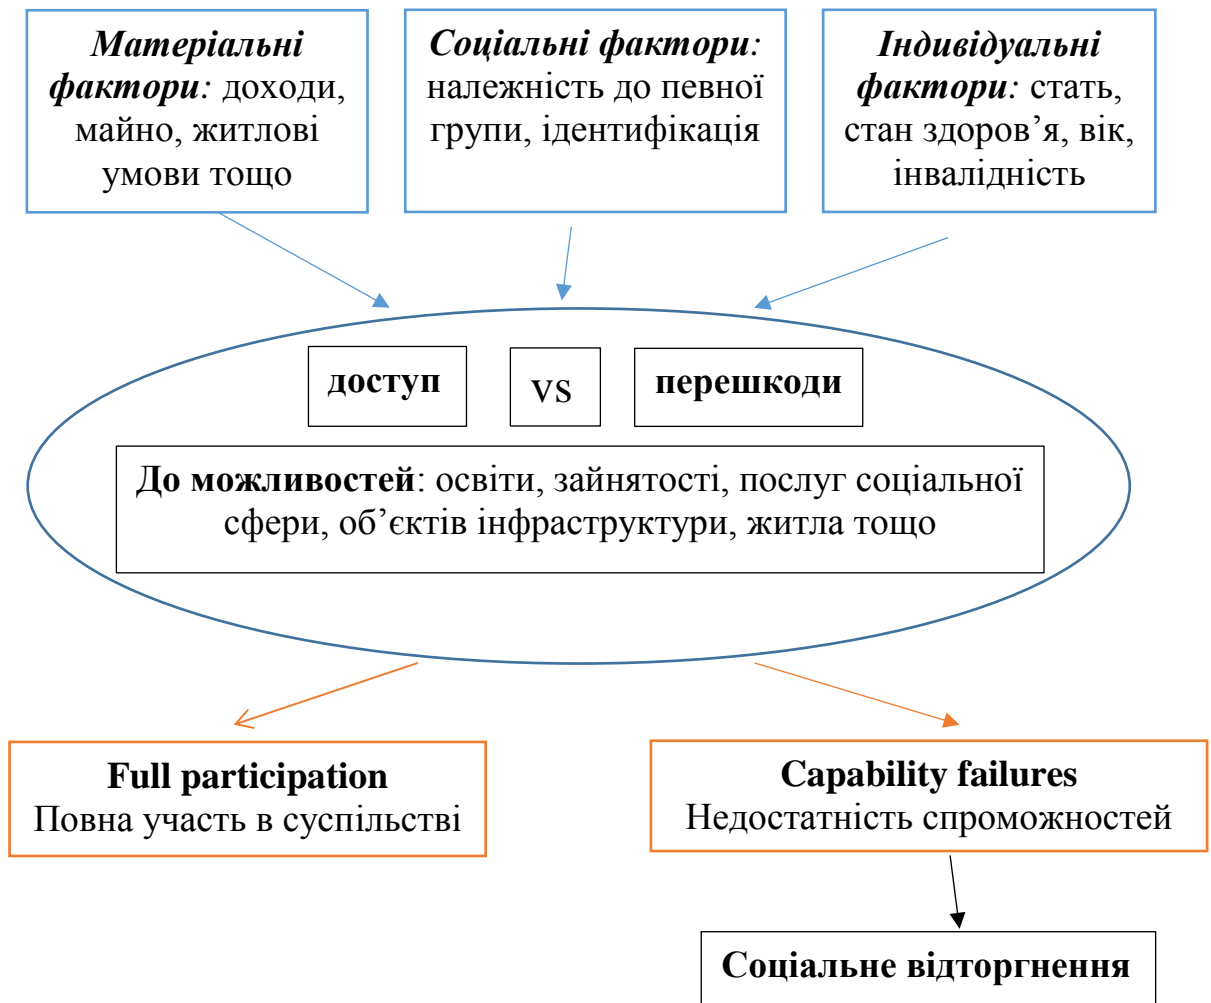 Матеріальні
фактори: доходи,
майно, житлові
умови тощо
Соціальні фактори:
належність до певної
групи, ідентифікація
Індивідуальні
фактори: стать,
стан здоров’я, вік,
інвалідність
доступ
vs
перешкоди
До можливостей: освіти, зайнятості, послуг соціальної
сфери, об’єктів інфраструктури, житла тощо
Full participation
Повна участь в суспільстві
Capability failures
Недостатність спроможностей
Соціальне відторгнення